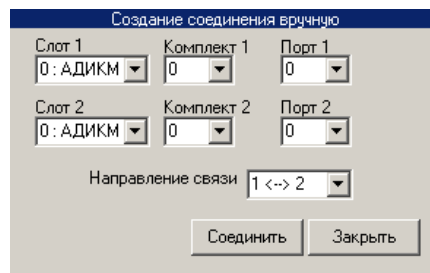 Создание соединения вручную
Слот 1 Комплект 1 Порт 1
0 : АДИКМ 0 0
Слот 2 Комплект 2 Порт 2
0 : АДИКМ 0 0
Направление связи 1 <--> 2
Соединить Закрыть